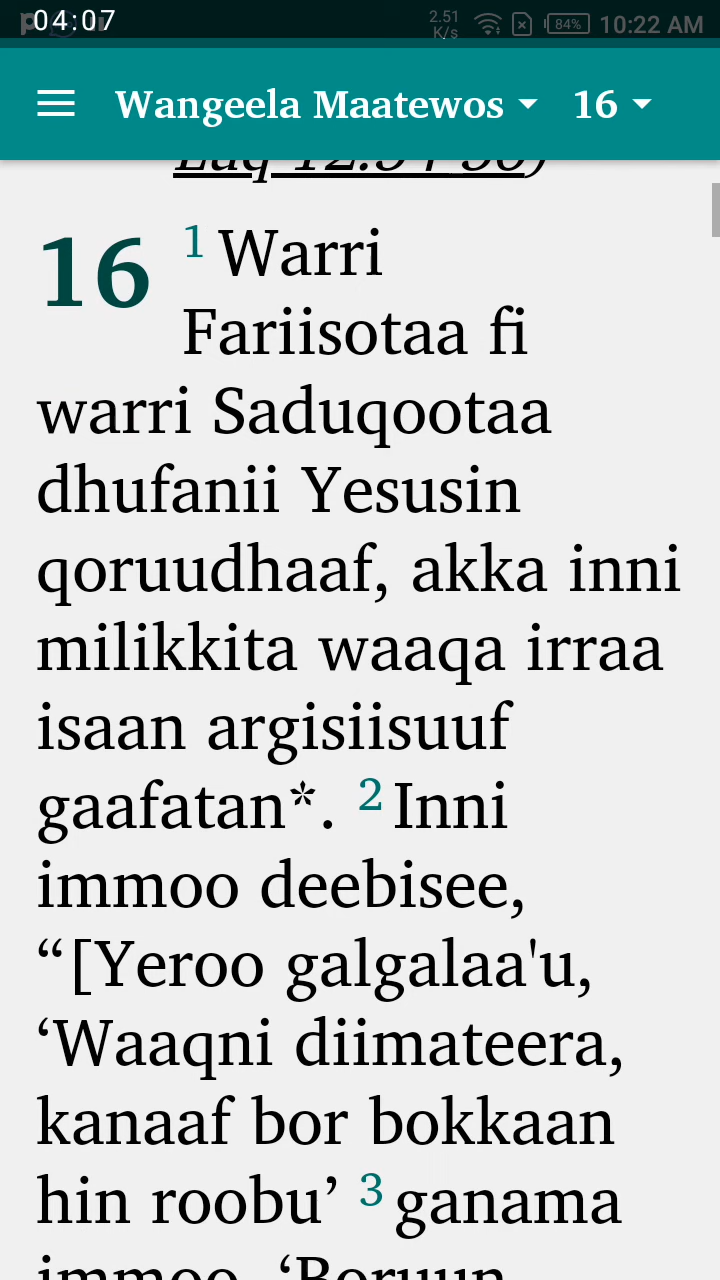 04:07
2.51
K/s
84%
10:22 AM
Wangeela Maatewos 16
16 1 Warri
Fariisotaa fi
warri Saduqootaa
dhufanii Yesusin
qoruudhaaf, akka inni
milikkita waaqa irraa
isaan argisiisuuf
gaafatan*. 2 Inni
immoo deebisee,
“[Yeroo galgalaa'u,
‘Waaqni diimateera,
kanaaf bor bokkaan
hin roobu’ 3 ganama
immoo, ‘Boruun